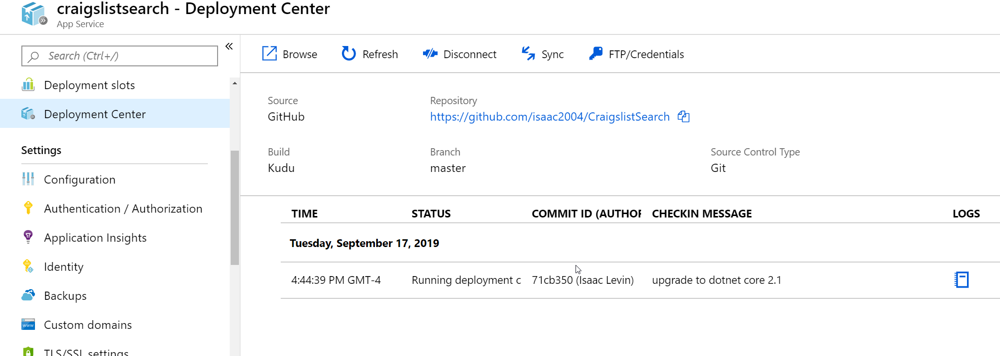 craigslistsearch - Deployment Center
App Service
Search (Ctrl+/)
«
Deployment slots
Deployment Center
Settings
Configuration
Authentication / Authorization
Application Insights
Identity
Backups
Custom domains
TLS/SSL settings
Browse Refresh Disconnect Sync FTP/Credentials
Source Repository
GitHub https://github.com/isaac2004/CraigslistSearch
Build Branch Source Control Type
Kudu master Git
TIME STATUS COMMIT ID (AUTHOR CHECKIN MESSAGE LOGS
Tuesday, September 17, 2019
4:44:39 PM GMT-4 Running deployment c 71cb350 (Isaac Levin) upgrade to dotnet core 2.1